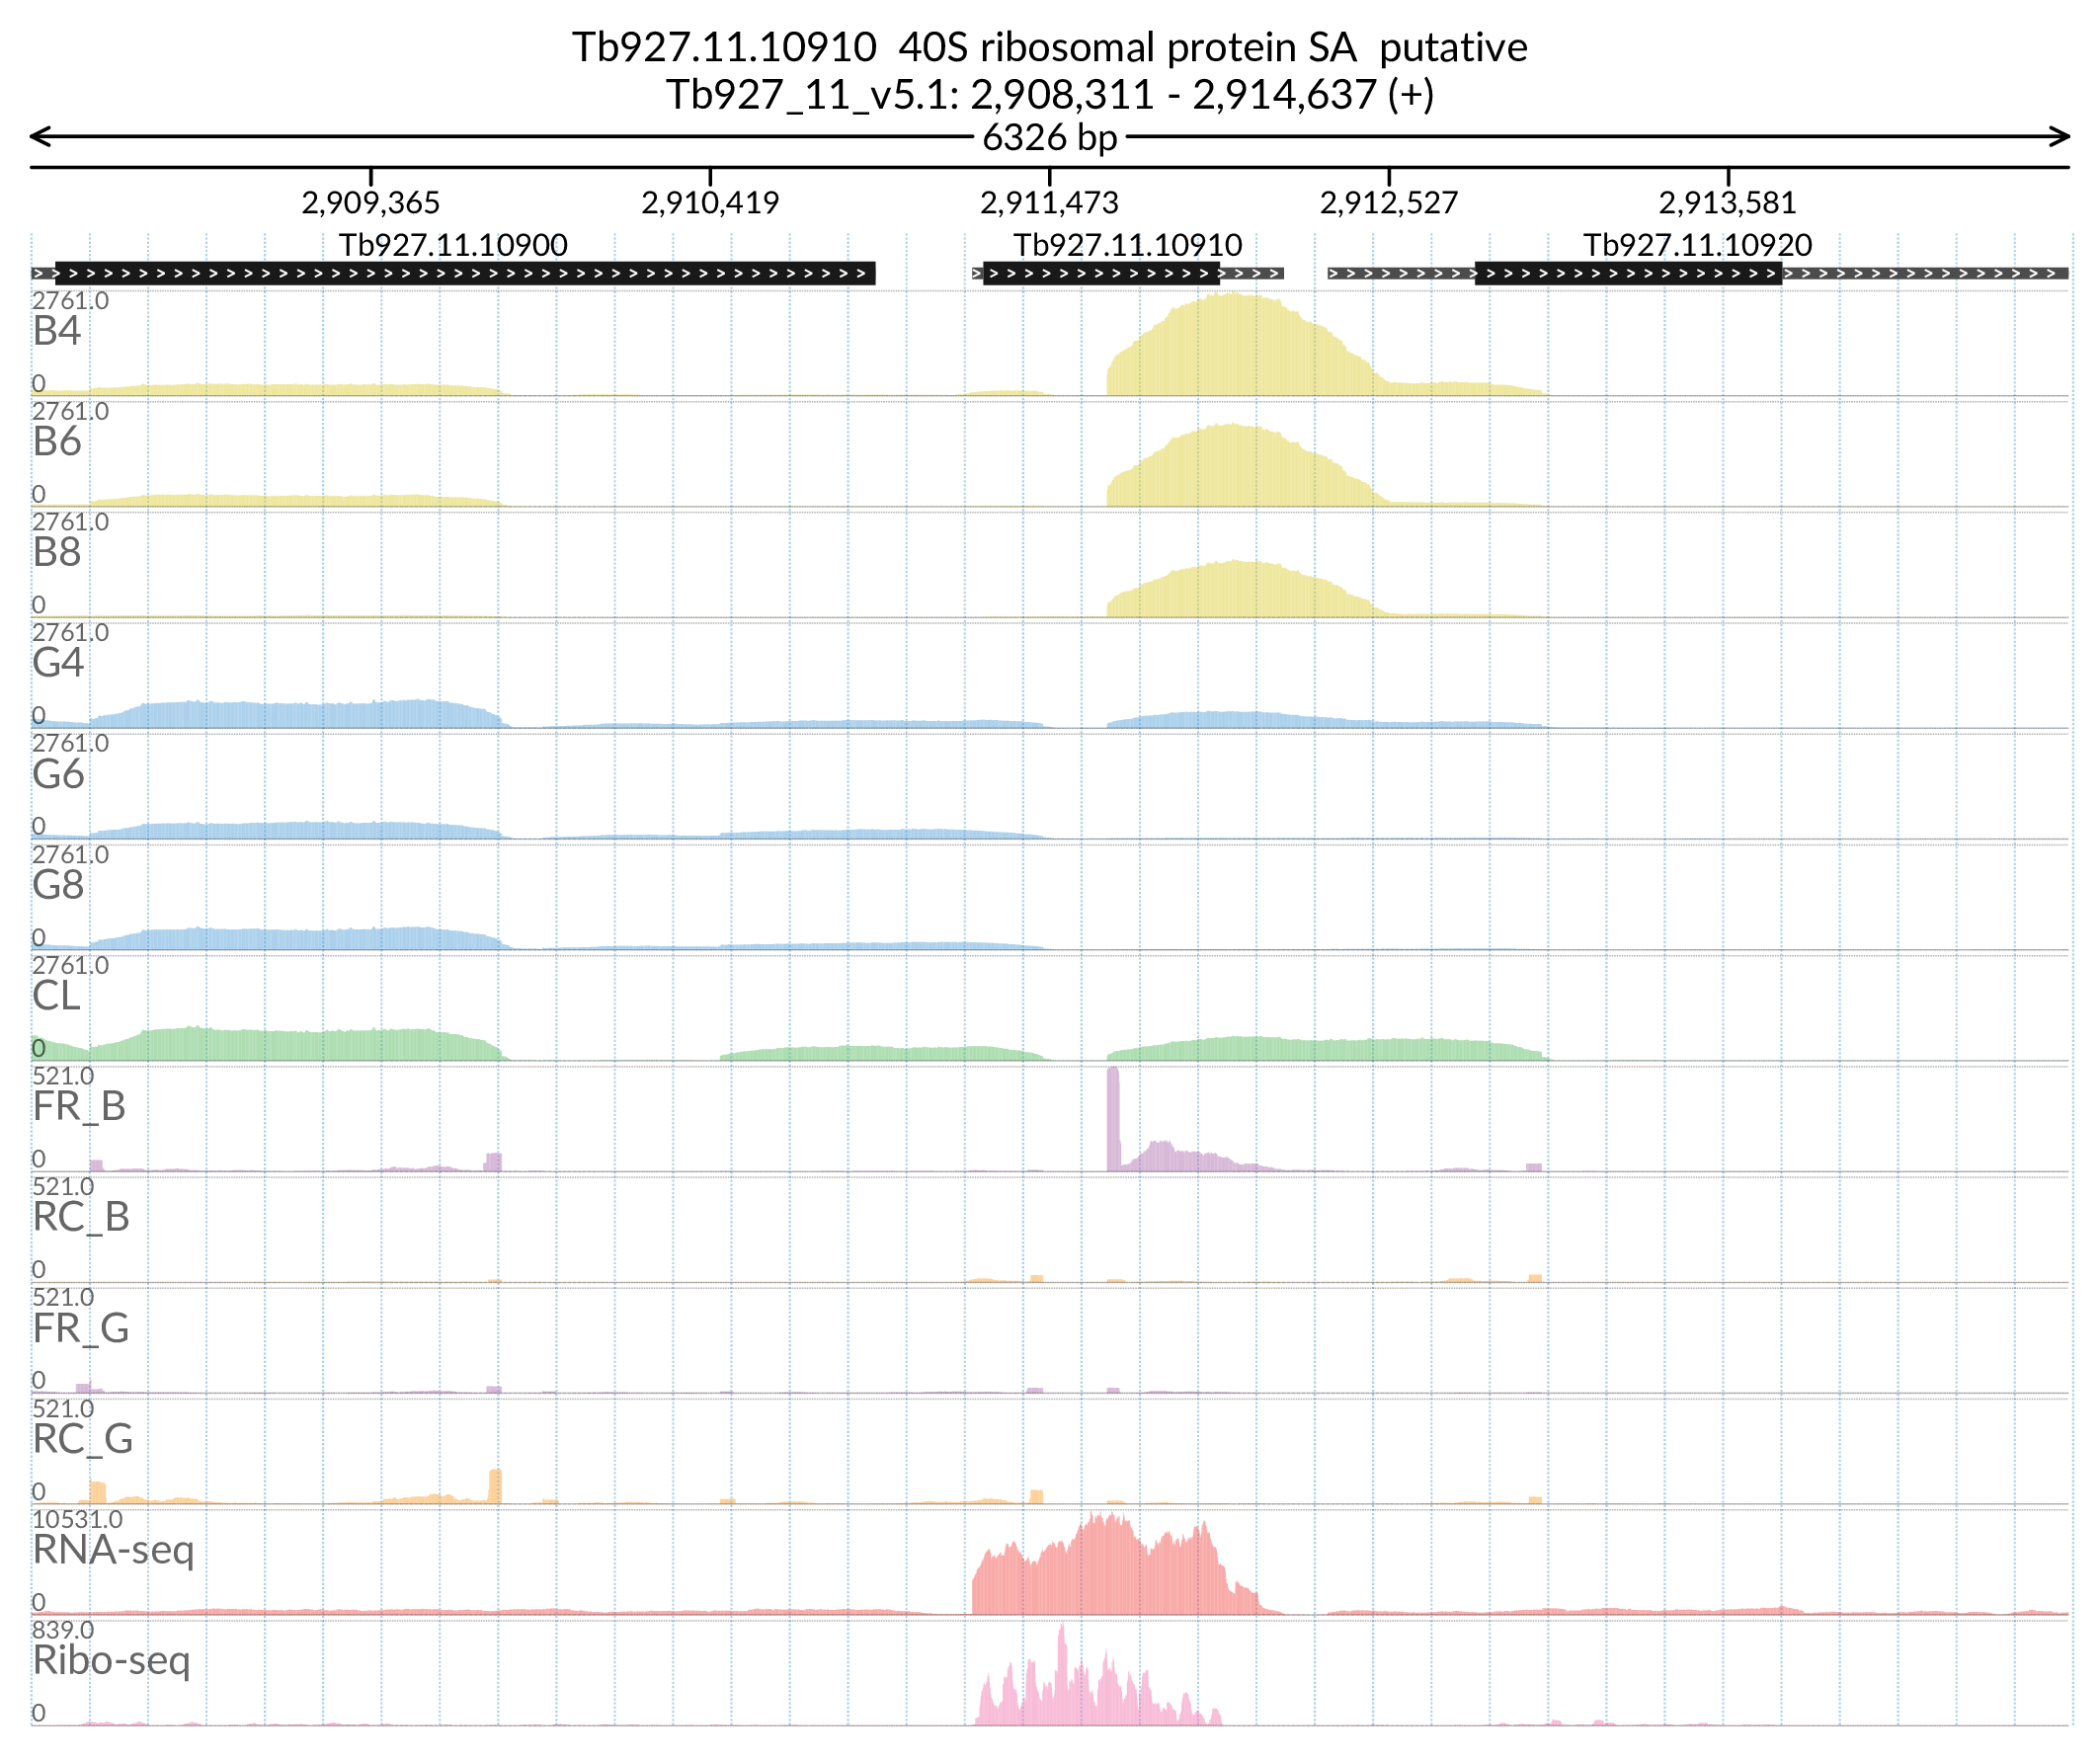 Tb927.11.10910  40S ribosomal protein SA  putative
Tb927_11_v5.1: 2,908,311 - 2,914,637 (+)
6326 bp
2,909,365 2,910,419 2,911,473 2,912,527 2,913,581
Tb927.11.10900 Tb927.11.10910 Tb927.11.10920
2761.0
B4
0
2761.0
B6
0
2761.0
B8
0
2761.0
G4
0
2761.0
G6
0
2761.0
G8
0
2761.0
CL
0
521.0
FR_B
0
521.0
RC_B
0
521.0
FR_G
0
521.0
RC_G
0
10531.0
RNA-seq
0
839.0
Ribo-seq
0